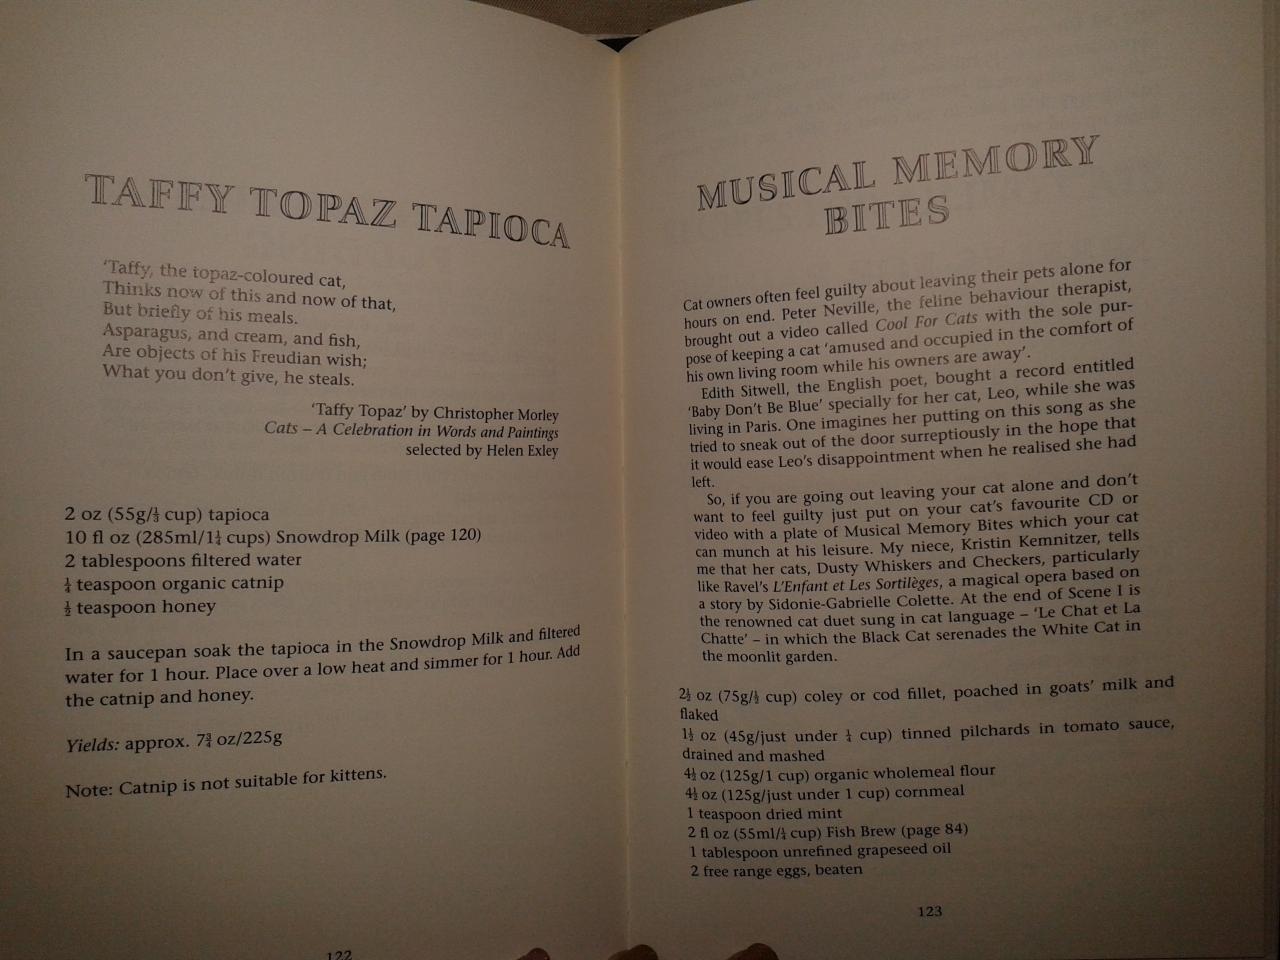 TAFFY TOPAZ TAPIOCA
'Taffy, the topaz-coloured cat,
Thinks now of this and now of that,
But briefly of his meals.
Asparagus, and cream, and fish,
Are objects of his Freudian wish;
What you don't give, he steals.
'Taffy Topaz' by Christopher Morley
Cats – A Celebration in Words and Paintings
selected by Helen Exley
2 oz (55g/⅓ cup) tapioca
10 fl oz (285ml/1¼ cups) Snowdrop Milk (page 120)
2 tablespoons filtered water
¼ teaspoon organic catnip
½ teaspoon honey
In a saucepan soak the tapioca in the Snowdrop Milk and filtered
water for 1 hour. Place over a low heat and simmer for 1 hour. Add
the catnip and honey.
Yields: approx. 7¾ oz/225g
Note: Catnip is not suitable for kittens.
122
MUSICAL MEMORY
BITES
Cat owners often feel guilty about leaving their pets alone for
hours on end. Peter Neville, the feline behaviour therapist,
brought out a video called Cool For Cats with the sole pur-
pose of keeping a cat 'amused and occupied in the comfort of
his own living room while his owners are away'.
Edith Sitwell, the English poet, bought a record entitled
'Baby Don't Be Blue' specially for her cat, Leo, while she was
living in Paris. One imagines her putting on this song as she
tried to sneak out of the door surreptiously in the hope that
it would ease Leo's disappointment when he realised she had
left.
So, if you are going out leaving your cat alone and don't
want to feel guilty just put on your cat's favourite CD or
video with a plate of Musical Memory Bites which your cat
can munch at his leisure. My niece, Kristin Kemnitzer, tells
me that her cats, Dusty Whiskers and Checkers, particularly
like Ravel's L'Enfant et Les Sortilèges, a magical opera based on
a story by Sidonie-Gabrielle Colette. At the end of Scene 1 is
the renowned cat duet sung in cat language – 'Le Chat et La
Chatte' – in which the Black Cat serenades the White Cat in
the moonlit garden.
2½ oz (75g/½ cup) coley or cod fillet, poached in goats' milk and
flaked
1½ oz (45g/just under ¼ cup) tinned pilchards in tomato sauce,
drained and mashed
4½ oz (125g/1 cup) organic wholemeal flour
4½ oz (125g/just under 1 cup) cornmeal
1 teaspoon dried mint
2 fl oz (55ml/¼ cup) Fish Brew (page 84)
1 tablespoon unrefined grapeseed oil
2 free range eggs, beaten
123